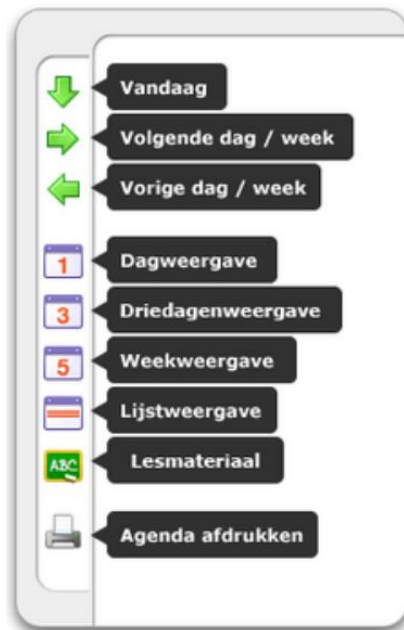 Vandaag
Volgende dag / week
Vorige dag / week
1 Dagweergave
3 Driedagenweergave
5 Weekweergave
Lijstweergave
ABC Lesmateriaal
Agenda afdrukken